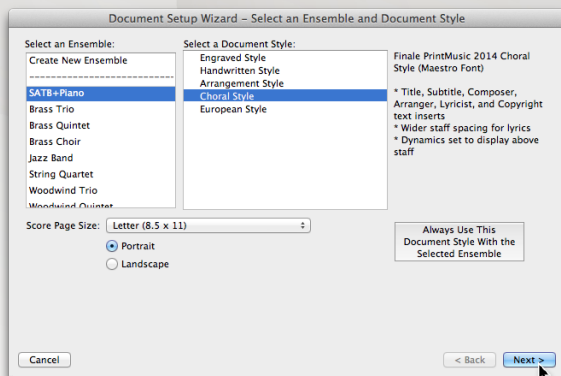 Document Setup Wizard – Select an Ensemble and Document Style
Select an Ensemble:
Create New Ensemble
------------------------------
SATB+Piano
Brass Trio
Brass Quintet
Brass Choir
Jazz Band
String Quartet
Woodwind Trio
Woodwind Quintet
Select a Document Style:
Engraved Style
Handwritten Style
Arrangement Style
Choral Style
European Style
Finale PrintMusic 2014 Choral
Style (Maestro Font)
* Title, Subtitle, Composer,
Arranger, Lyricist, and Copyright
text inserts
* Wider staff spacing for lyrics
* Dynamics set to display above
staff
Score Page Size: Letter (8.5 x 11)
Portrait
Landscape
Always Use This
Document Style With the
Selected Ensemble
Cancel
< Back
Next >